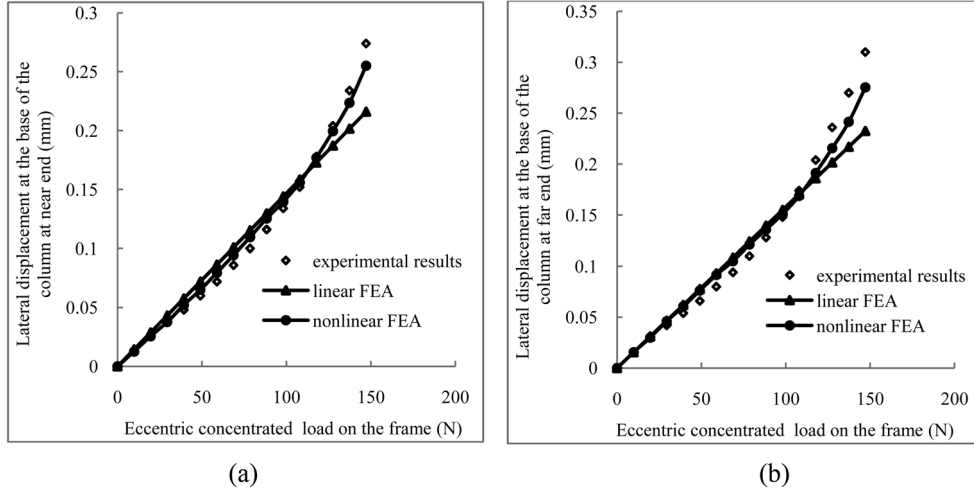 0.3
0.25
0.2
0.15
0.1
0.05
0
Lateral displacement at the base of the
column at near end (mm)
experimental results
linear FEA
nonlinear FEA
0 50 100 150 200
Eccentric concentrated load on the frame (N)
(a)
0.35
0.3
0.25
0.2
0.15
0.1
0.05
0
Lateral displacement at the base of the
column at far end (mm)
experimental results
linear FEA
nonlinear FEA
0 50 100 150 200
Eccentric concentrated load on the frame (N)
(b)